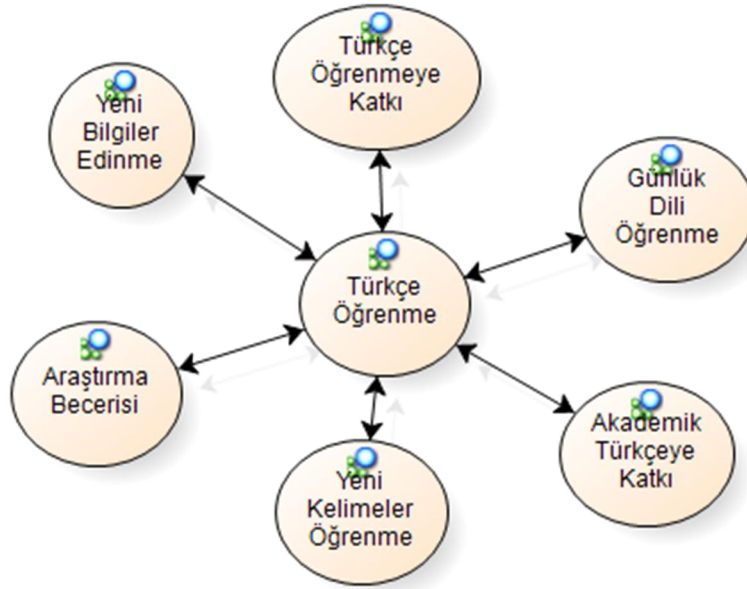 Türkçe
Öğrenmeye
Katkı
Yeni
Bilgiler
Edinme
Günlük
Dili
Öğrenme
Türkçe
Öğrenme
Araştırma
Becerisi
Akademik
Türkçeye
Katkı
Yeni
Kelimeler
Öğrenme